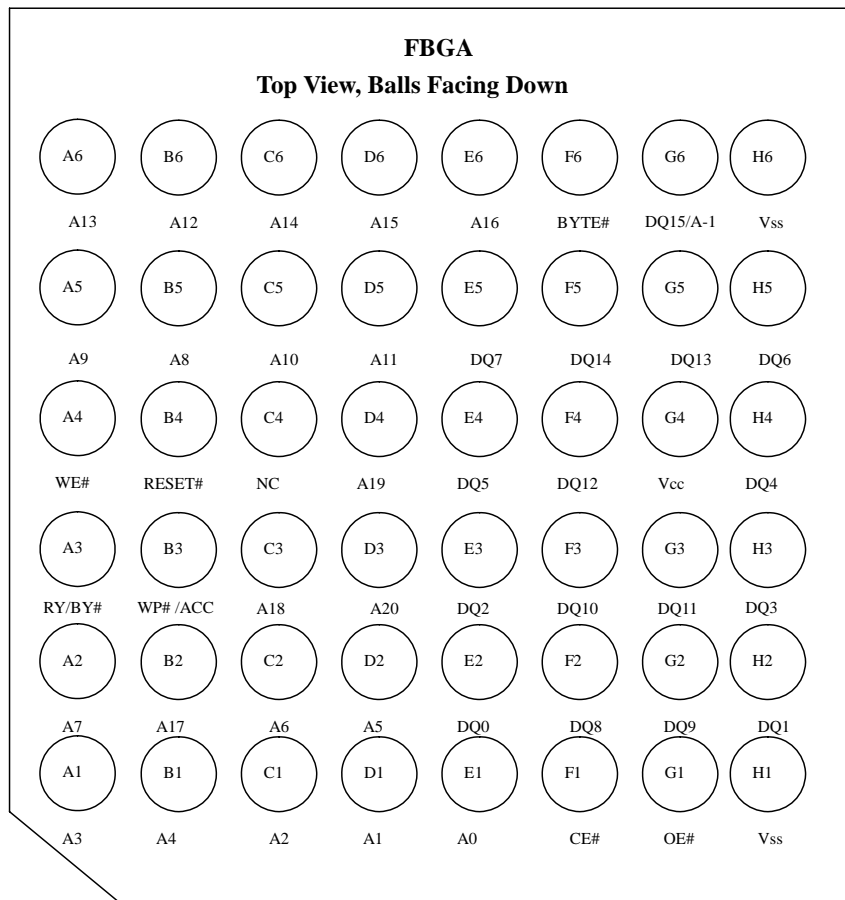 FBGA
Top View, Balls Facing Down
A6 B6 C6 D6 E6 F6 G6 H6
A13 A12 A14 A15 A16 BYTE# DQ15/A-1 Vss
A5 B5 C5 D5 E5 F5 G5 H5
A9 A8 A10 A11 DQ7 DQ14 DQ13 DQ6
A4 B4 C4 D4 E4 F4 G4 H4
WE# RESET# NC A19 DQ5 DQ12 Vcc DQ4
A3 B3 C3 D3 E3 F3 G3 H3
RY/BY# WP# /ACC A18 A20 DQ2 DQ10 DQ11 DQ3
A2 B2 C2 D2 E2 F2 G2 H2
A7 A17 A6 A5 DQ0 DQ8 DQ9 DQ1
A1 B1 C1 D1 E1 F1 G1 H1
A3 A4 A2 A1 A0 CE# OE# Vss